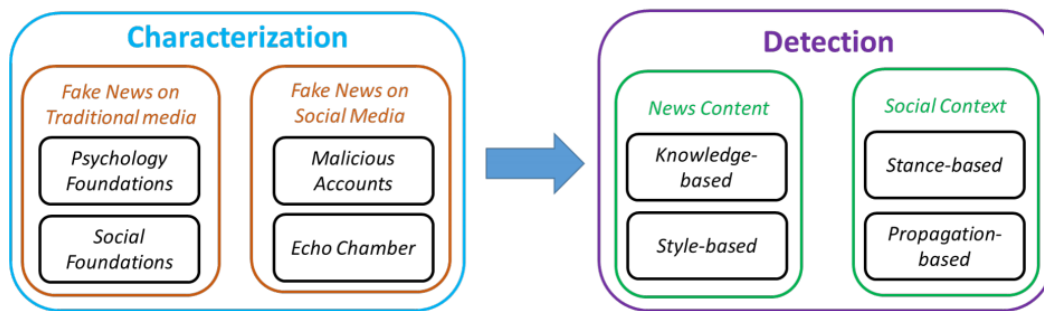 Characterization
Fake News on
Traditional media
Psychology
Foundations
Social
Foundations
Fake News on
Social Media
Malicious
Accounts
Echo Chamber
Detection
News Content
Knowledge-
based
Style-based
Social Context
Stance-based
Propagation-
based